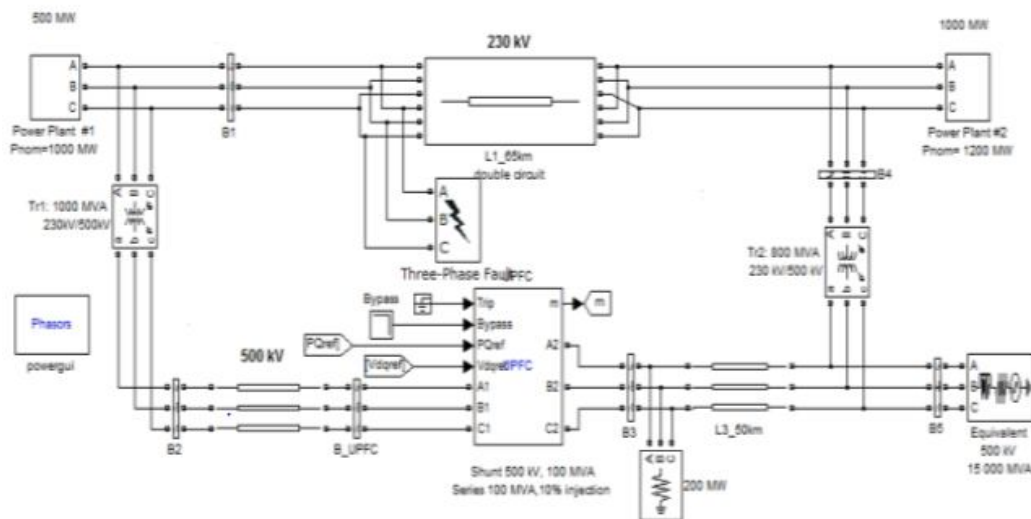 500 MW
1000 MW
230 kV
A
B
C
A
B
C
Power Plant #1
Pnom=1000 MW
B1
L1_65km
double circuit
Power Plant #2
Pnom= 1200 MW
A B C
Tr1: 1000 MVA
230kV/500kV
a b c
A
B
C
Three-Phase Fault
UPFC
B4
A B C
Tr2: 800 MVA
230 kV/500 kV
a b c
Phasors
powergui
Bypass
Trip
Bypass
PQref
Vdqref
UPFC
m
m
[PQref]
[Vdqref]
500 kV
A1
B1
C1
A2
B2
C2
B2
B_UPFC
B3
L3_50km
B5
A
B
C
Equivalent
500 kV
15 000 MVA
A B C
200 MW
Shunt 500 kV, 100 MVA
Series 100 MVA,10% injection